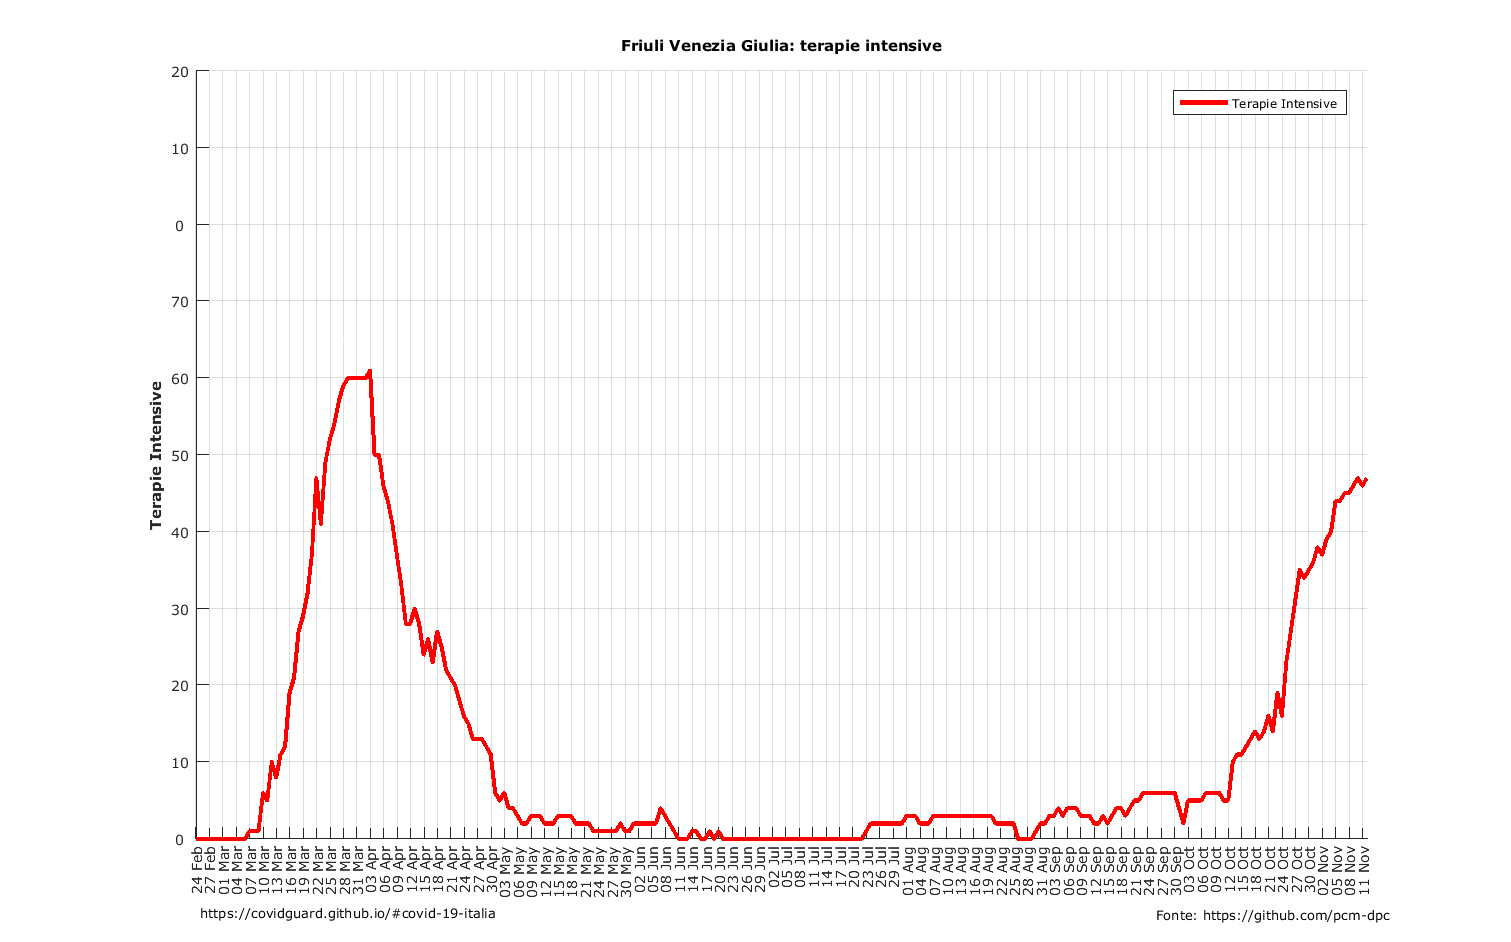 Friuli Venezia Giulia: terapie intensive
Terapie Intensive
Terapie Intensive
20
10
0
70
60
50
40
30
20
10
0
24 Feb
27 Feb
01 Mar
04 Mar
07 Mar
10 Mar
13 Mar
16 Mar
19 Mar
22 Mar
25 Mar
28 Mar
31 Mar
03 Apr
06 Apr
09 Apr
12 Apr
15 Apr
18 Apr
21 Apr
24 Apr
27 Apr
30 Apr
03 May
06 May
09 May
12 May
15 May
18 May
21 May
24 May
27 May
30 May
02 Jun
05 Jun
08 Jun
11 Jun
14 Jun
17 Jun
20 Jun
23 Jun
26 Jun
29 Jun
02 Jul
05 Jul
08 Jul
11 Jul
14 Jul
17 Jul
20 Jul
23 Jul
26 Jul
29 Jul
01 Aug
04 Aug
07 Aug
10 Aug
13 Aug
16 Aug
19 Aug
22 Aug
25 Aug
28 Aug
31 Aug
03 Sep
06 Sep
09 Sep
12 Sep
15 Sep
18 Sep
21 Sep
24 Sep
27 Sep
30 Sep
03 Oct
06 Oct
09 Oct
12 Oct
15 Oct
18 Oct
21 Oct
24 Oct
27 Oct
30 Oct
02 Nov
05 Nov
08 Nov
11 Nov
https://covidguard.github.io/#covid-19-italia
Fonte: https://github.com/pcm-dpc